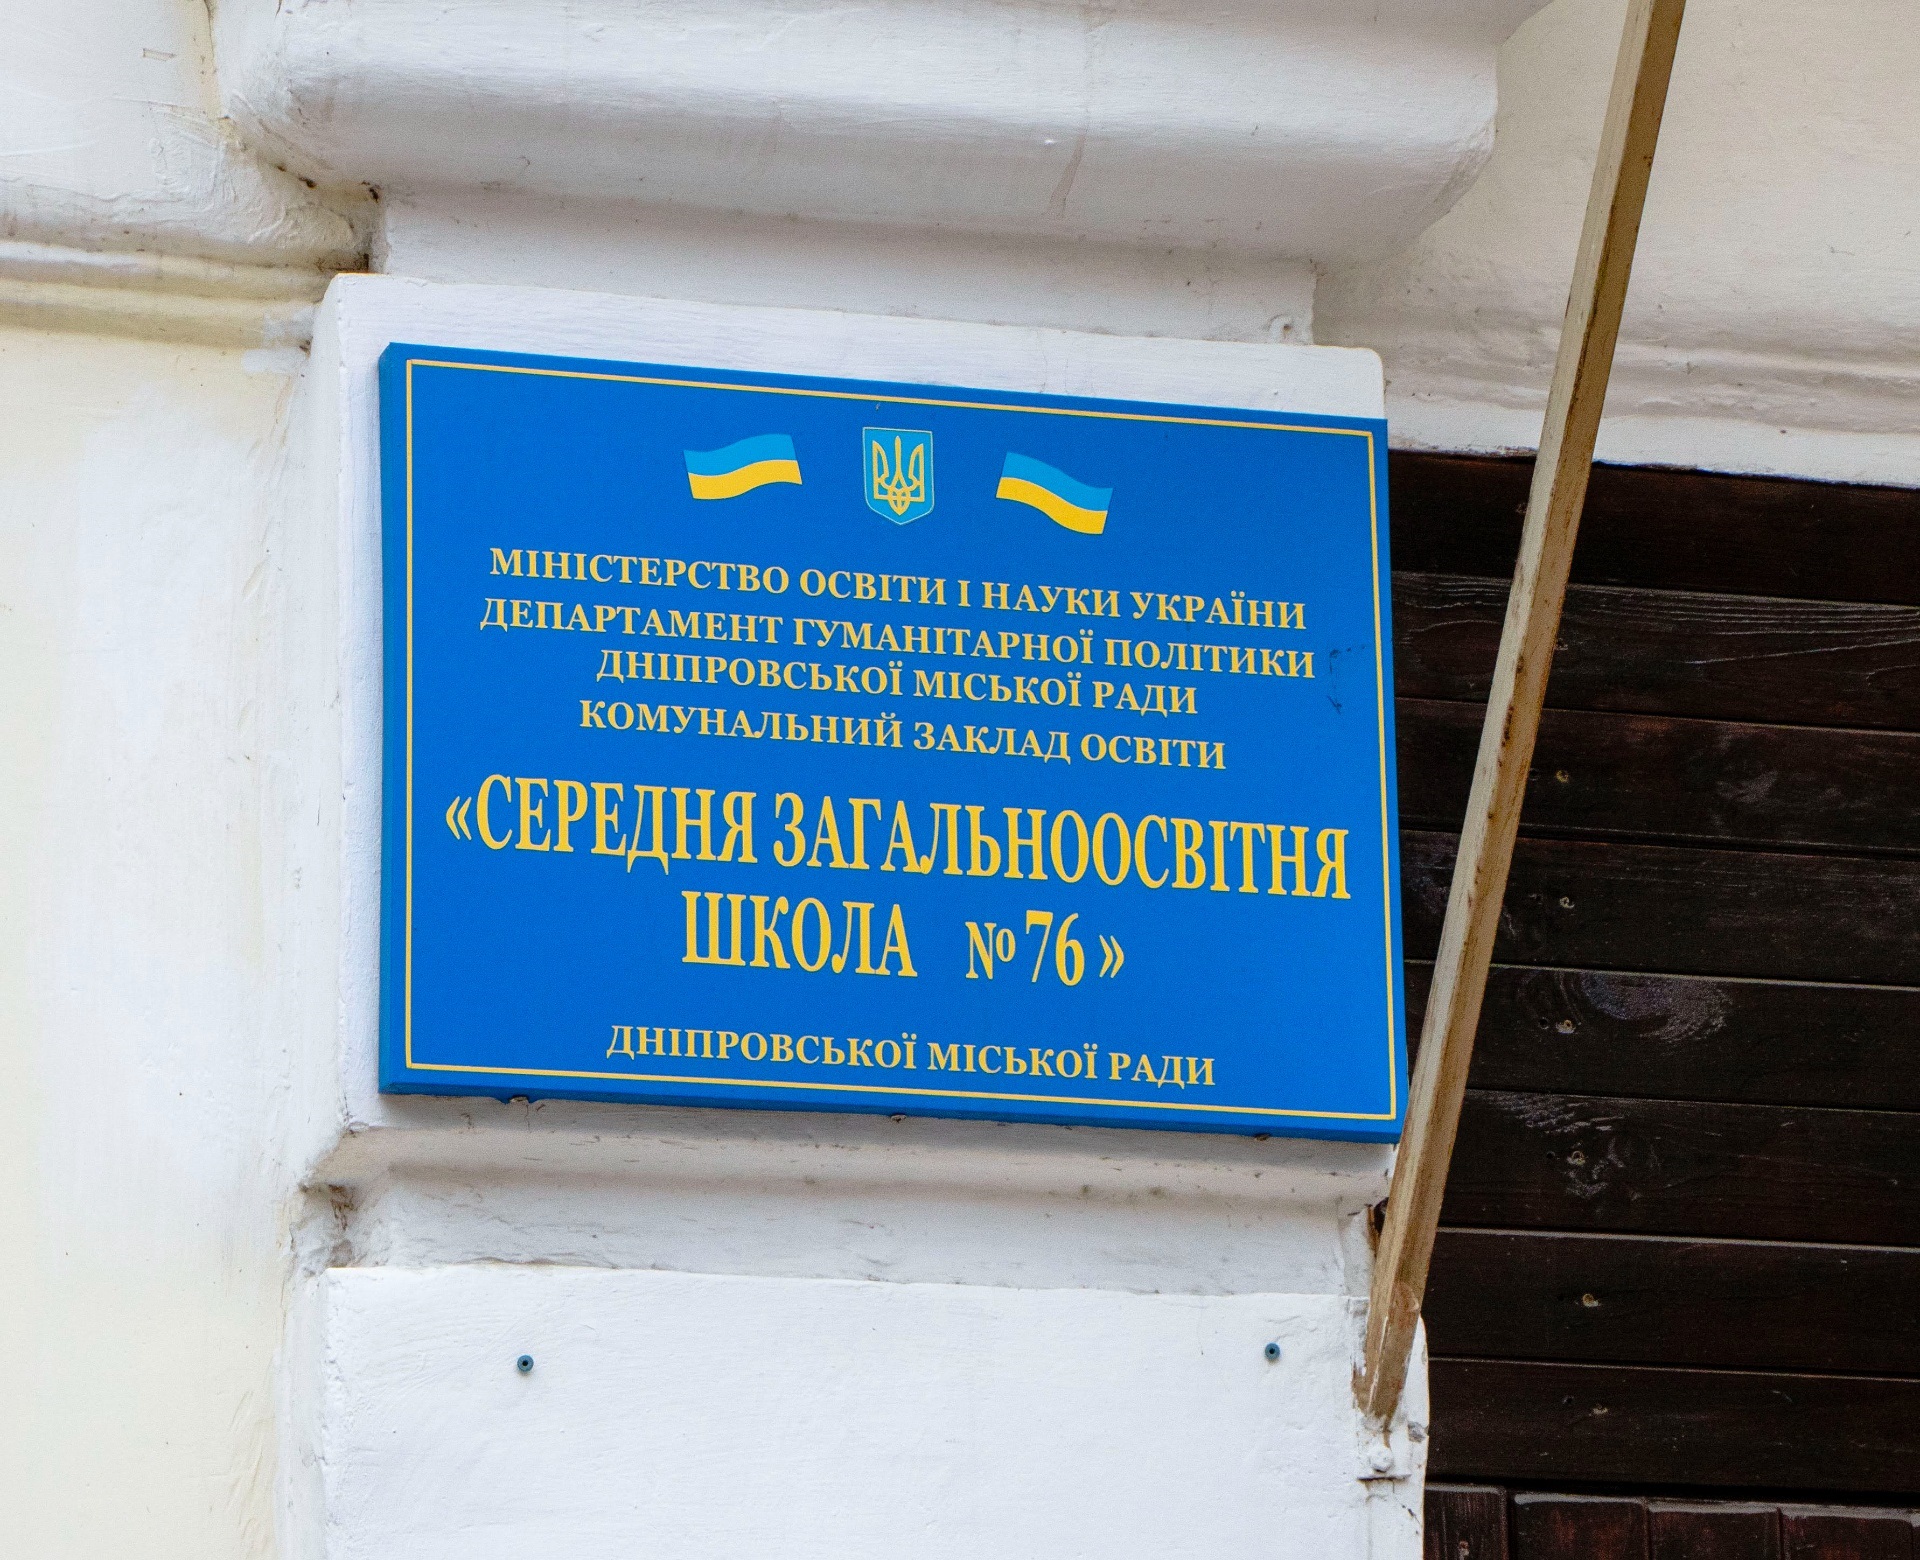 МІНІСТЕРСТВО ОСВІТИ І НАУКИ УКРАЇНИ
ДЕПАРТАМЕНТ ГУМАНІТАРНОЇ ПОЛІТИКИ
ДНІПРОВСЬКОЇ МІСЬКОЇ РАДИ
КОМУНАЛЬНИЙ ЗАКЛАД ОСВІТИ
«СЕРЕДНЯ ЗАГАЛЬНООСВІТНЯ
ШКОЛА №76»
ДНІПРОВСЬКОЇ МІСЬКОЇ РАДИ